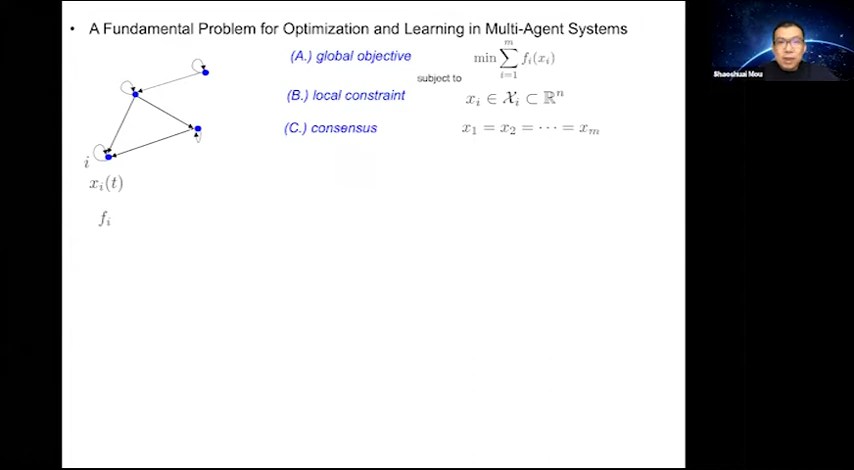 • A Fundamental Problem for Optimization and Learning in Multi-Agent Systems
(A.) global objective
min ∑_{i=1}^{m} f_i(x_i)
subject to
(B.) local constraint
x_i ∈ 𝒳_i ⊂ ℝ^n
(C.) consensus
x_1 = x_2 = ⋯ = x_m
i
x_i(t)
f_i
Shaoshuai Mou